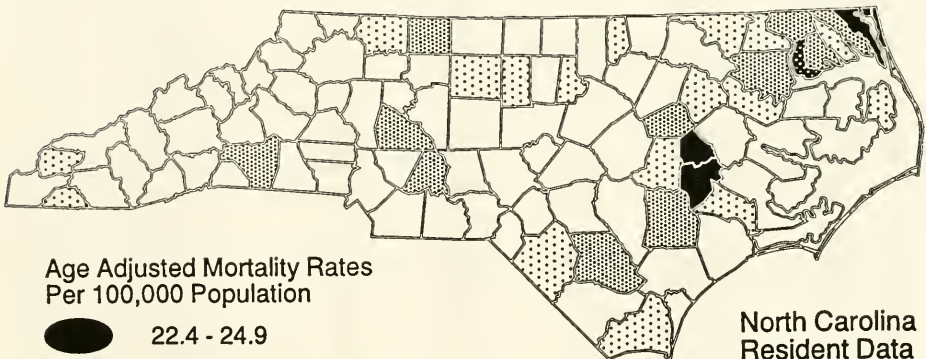 Age Adjusted Mortality Rates
Per 100,000 Population
22.4 - 24.9
North Carolina
Resident Data